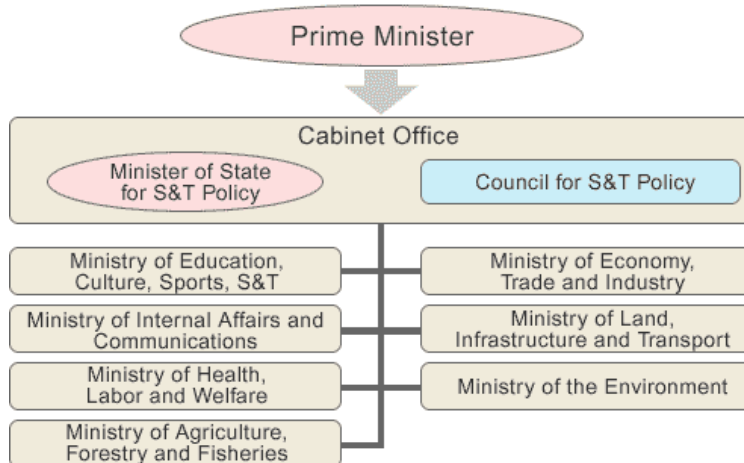 Prime Minister
Cabinet Office
Minister of State
for S&T Policy
Council for S&T Policy
Ministry of Education,
Culture, Sports, S&T
Ministry of Economy,
Trade and Industry
Ministry of Internal Affairs and
Communications
Ministry of Land,
Infrastructure and Transport
Ministry of Health,
Labor and Welfare
Ministry of the Environment
Ministry of Agriculture,
Forestry and Fisheries